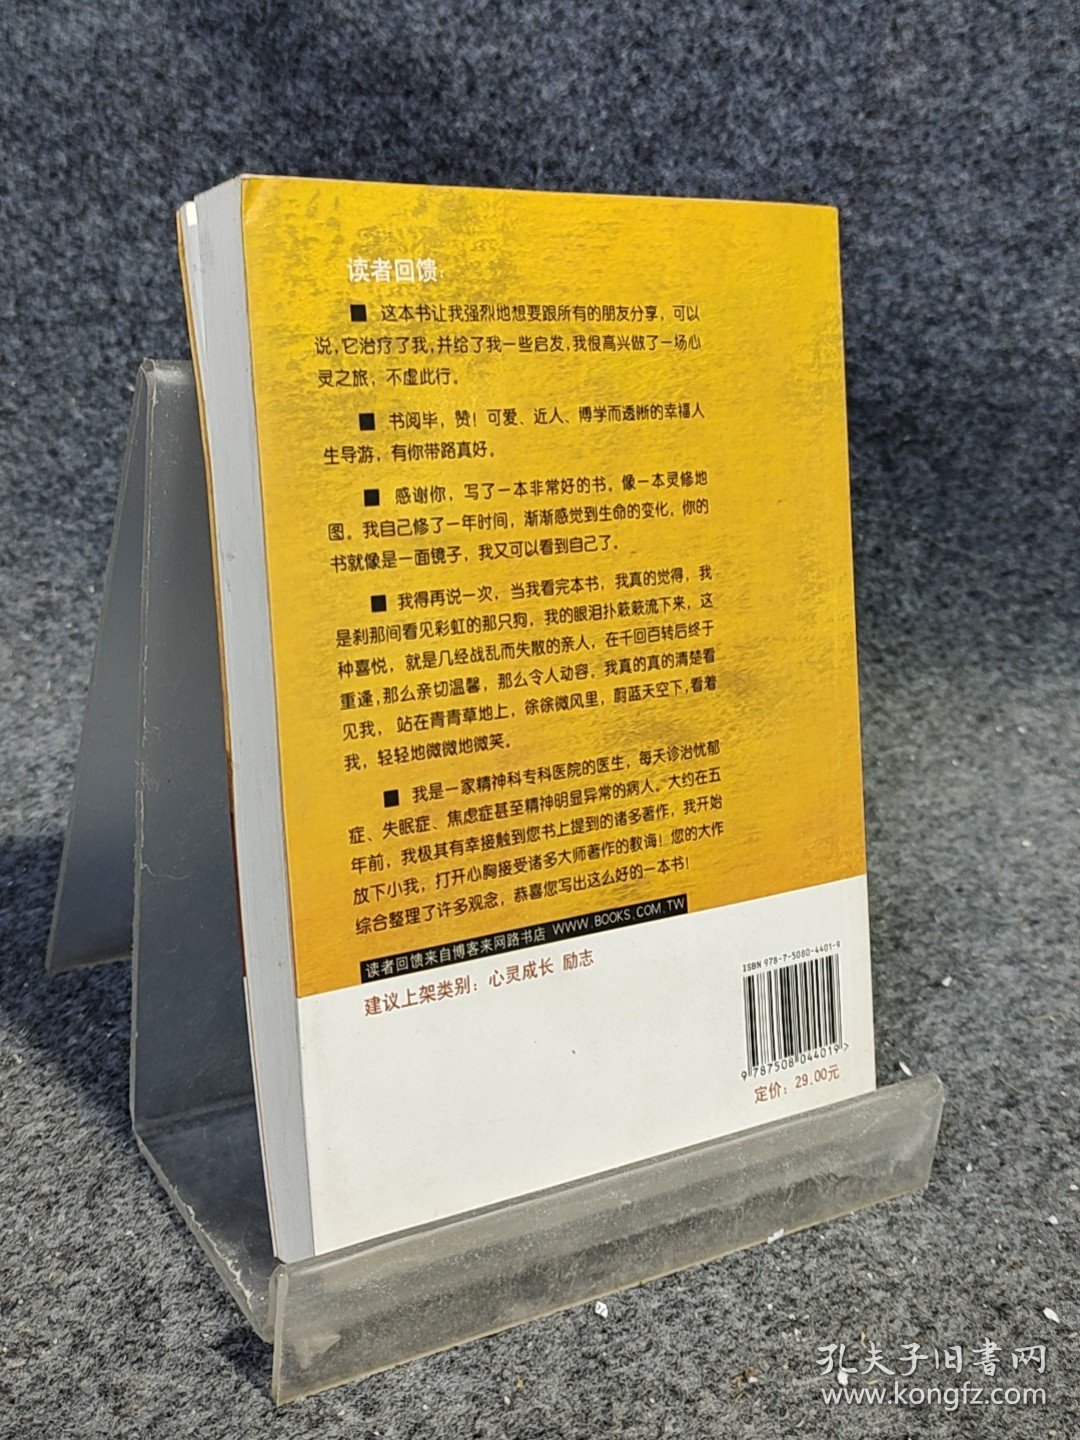 读者回馈:
■ 这本书让我强烈地想要跟所有的朋友分享，可以
说，它治疗了我，并给了我一些启发，我很高兴做了一场心
灵之旅，不虚此行。
■ 书阅毕，赞！可爱、近人、博学而透晰的幸福人
生导游，有你带路真好。
■ 感谢你，写了一本非常好的书。像一本灵修地
图。我自己修了一年时间，渐渐感觉到生命的变化。你的
书就像是一面镜子，我又可以看到自己了。
■ 我得再说一次，当我看完本书，我真的觉得，我
是刹那间看见彩虹的那只狗，我的眼泪扑簌簌流下来，这
种喜悦，就是几经战乱而失散的亲人，在千回百转后终于
重逢，那么亲切温馨，那么令人动容。我真的真的清楚看
见我，站在青青草地上，徐徐微风里，蔚蓝天空下，看着
我，轻轻地微微地微笑。
■ 我是一家精神科专科医院的医生，每天诊治忧郁
症、失眠症、焦虑症甚至精神明显异常的病人。大约在五
年前，我极其有幸接触到您书上提到的诸多著作，我开始
放下小我，打开心胸接受诸多大师著作的教诲！您的大作
综合整理了许多观念，恭喜您写出这么好的一本书！
读者回馈来自博客来网路书店 WWW.BOOKS.COM.TW
建议上架类别：心灵成长 励志
ISBN 978-7-5080-4401-9
9 787508 044019>
定价：29.00元
孔夫子旧書网
www.kongfz.com